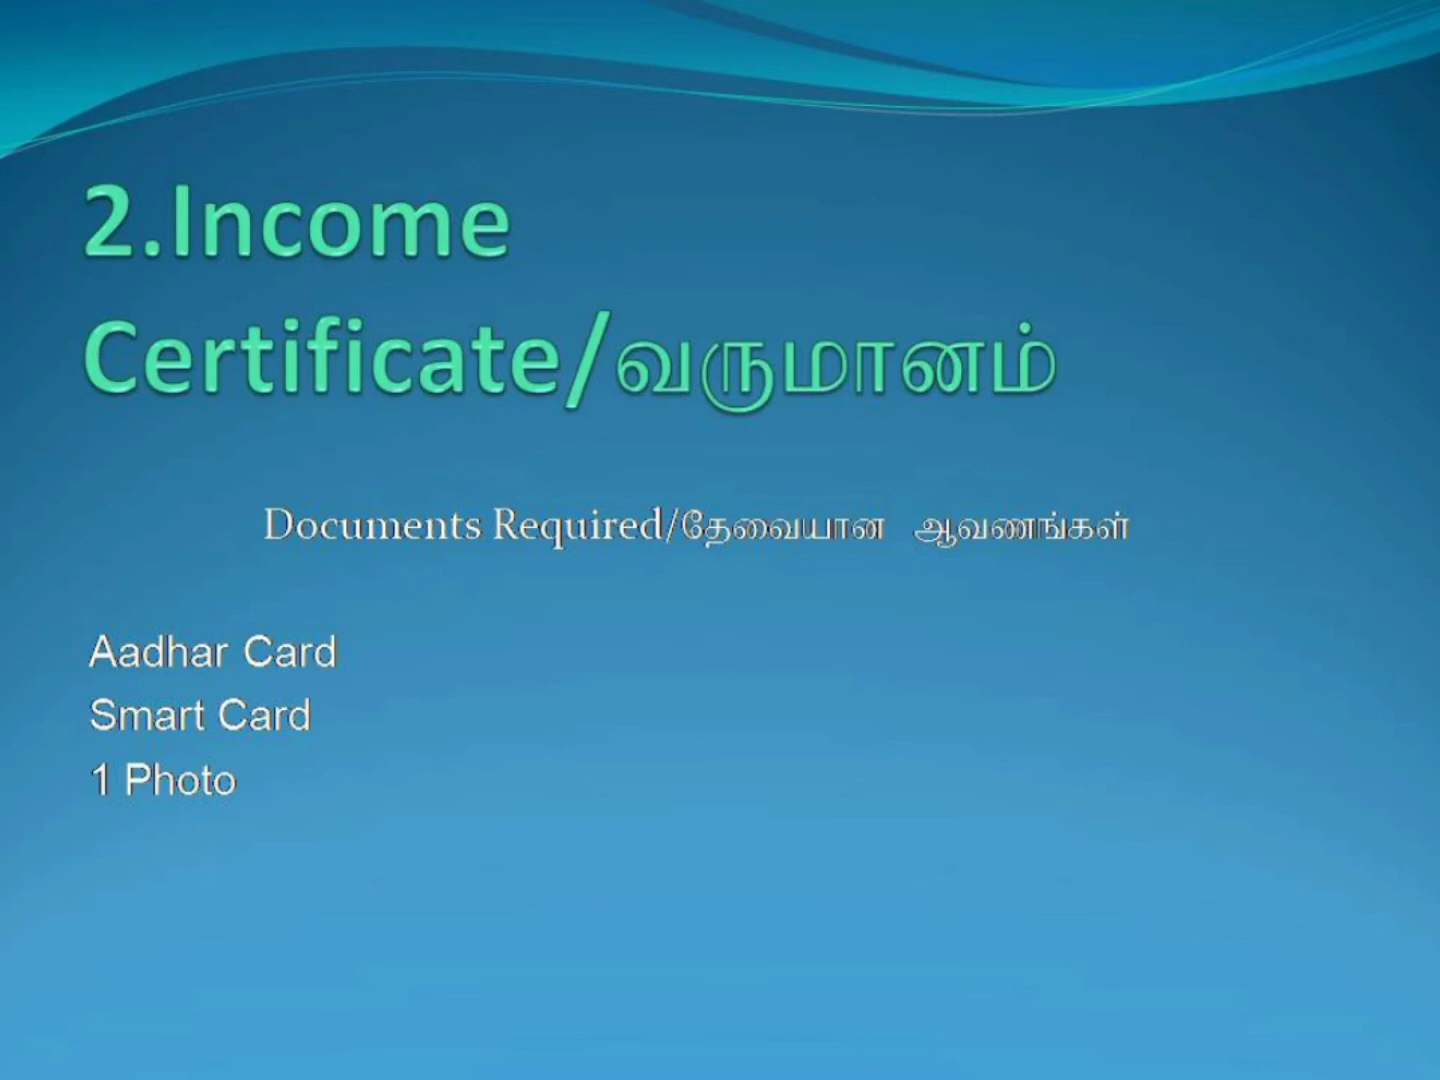 2.Income
Certificate/வருமானம்
Documents Required/தேவையான ஆவணங்கள்
Aadhar Card
Smart Card
1 Photo